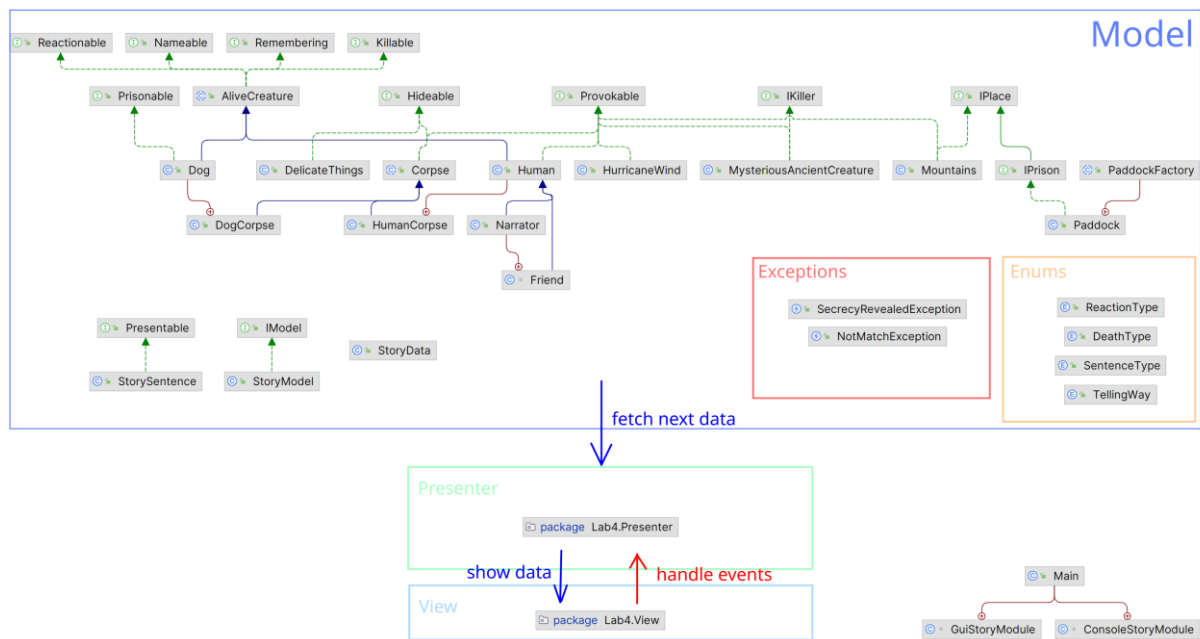 Model
Reactionable Nameable Remembering Killable
Prisonable AliveCreature Hideable Provokable IKiller IPlace
Dog DelicateThings Corpse Human HurricaneWind MysteriousAncientCreature Mountains IPrison PaddockFactory
DogCorpse HumanCorpse Narrator Paddock
Friend
Exceptions
SecrecyRevealedException
NotMatchException
Enums
ReactionType
DeathType
SentenceType
TellingWay
Presentable IModel
StoryData
StorySentence StoryModel
fetch next data
Presenter
package Lab4.Presenter
show data handle events
View
package Lab4.View
Main
GuiStoryModule ConsoleStoryModule